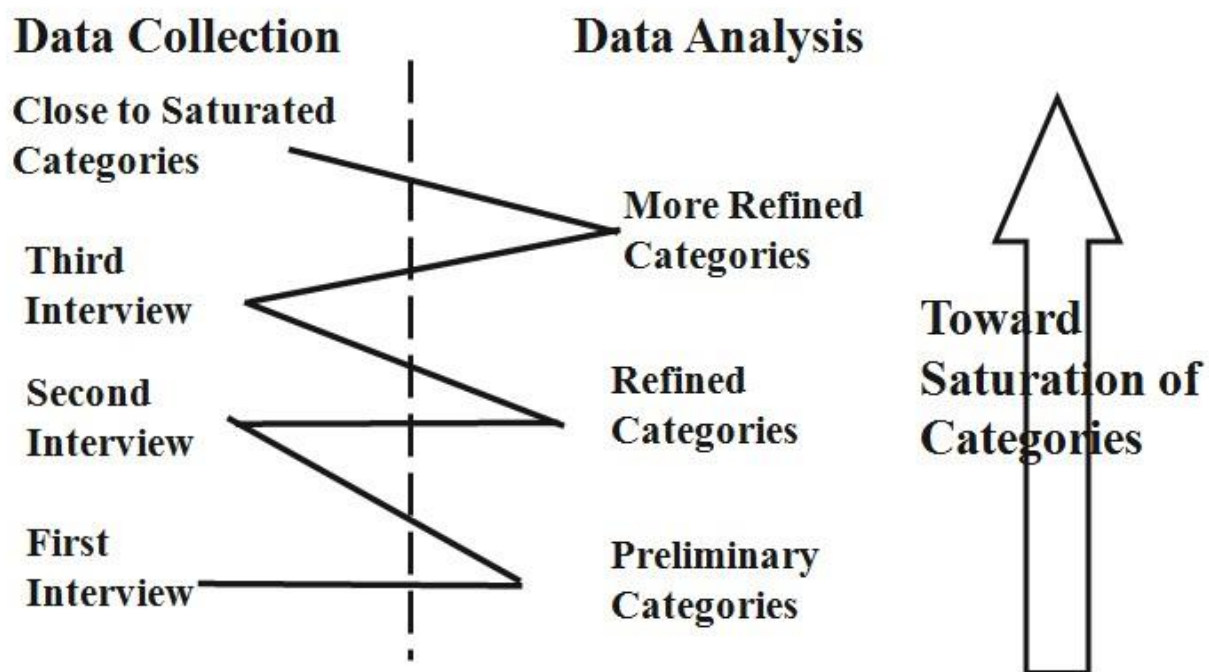 Data Collection
Data Analysis
Close to Saturated
Categories
More Refined
Categories
Third
Interview
Toward
Saturation of
Categories
Second
Interview
Refined
Categories
First
Interview
Preliminary
Categories